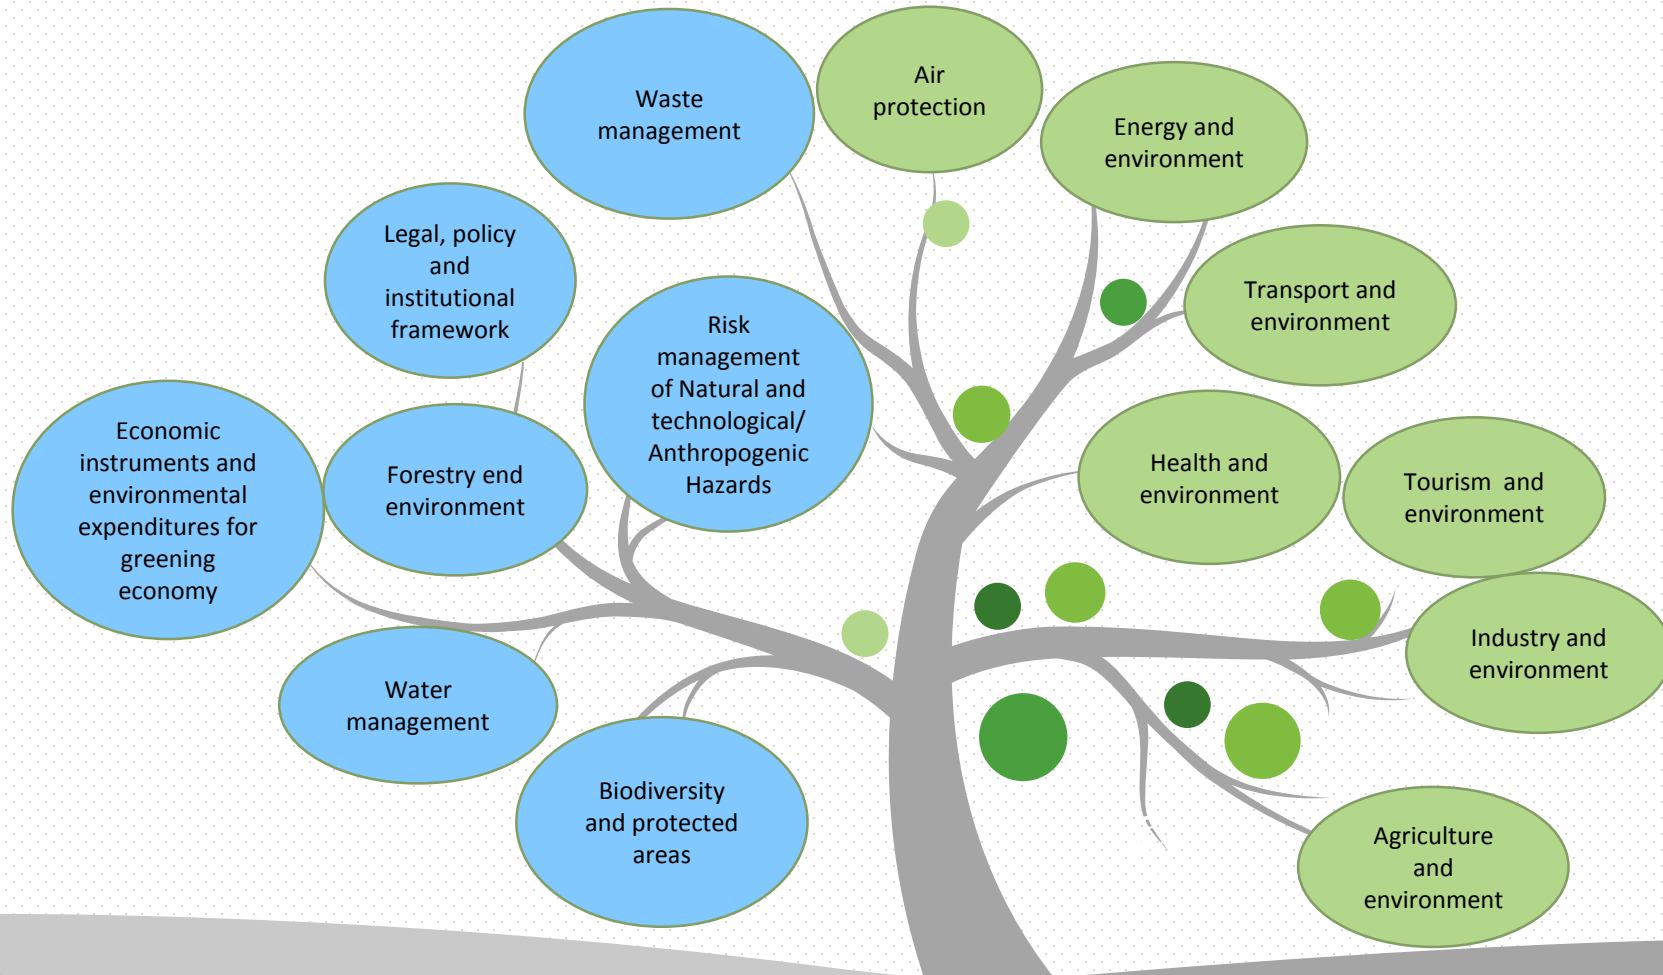 Waste
management
Air
protection
Energy and
environment
Legal, policy
and
institutional
framework
Transport and
environment
Risk
management
of Natural and
technological/
Anthropogenic
Hazards
Economic
instruments and
environmental
expenditures for
greening
economy
Forestry end
environment
Health and
environment
Tourism  and
environment
Industry and
environment
Water
management
Biodiversity
and protected
areas
Agriculture
and
environment